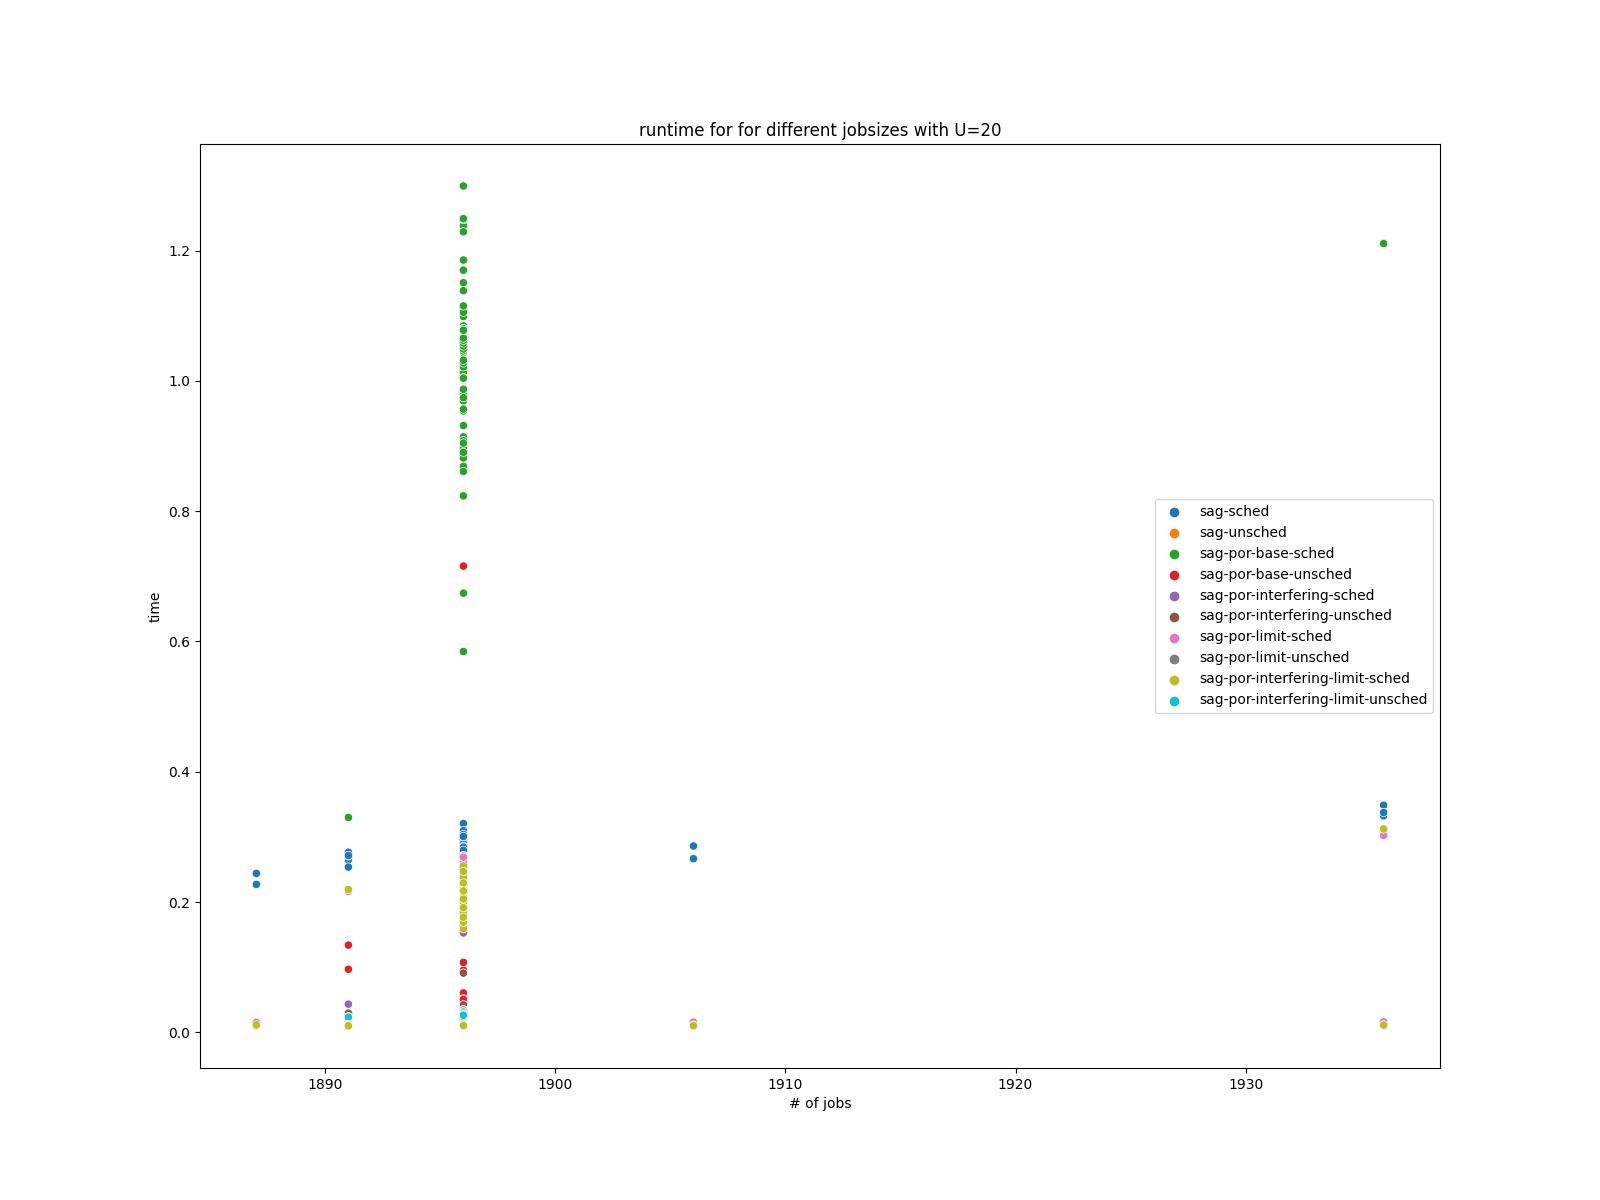 runtime for for different jobsizes with U=20
1.2
1.0
0.8
0.6
0.4
0.2
0.0
time
sag-sched
sag-unsched
sag-por-base-sched
sag-por-base-unsched
sag-por-interfering-sched
sag-por-interfering-unsched
sag-por-limit-sched
sag-por-limit-unsched
sag-por-interfering-limit-sched
sag-por-interfering-limit-unsched
1890 1900 1910 1920 1930
# of jobs